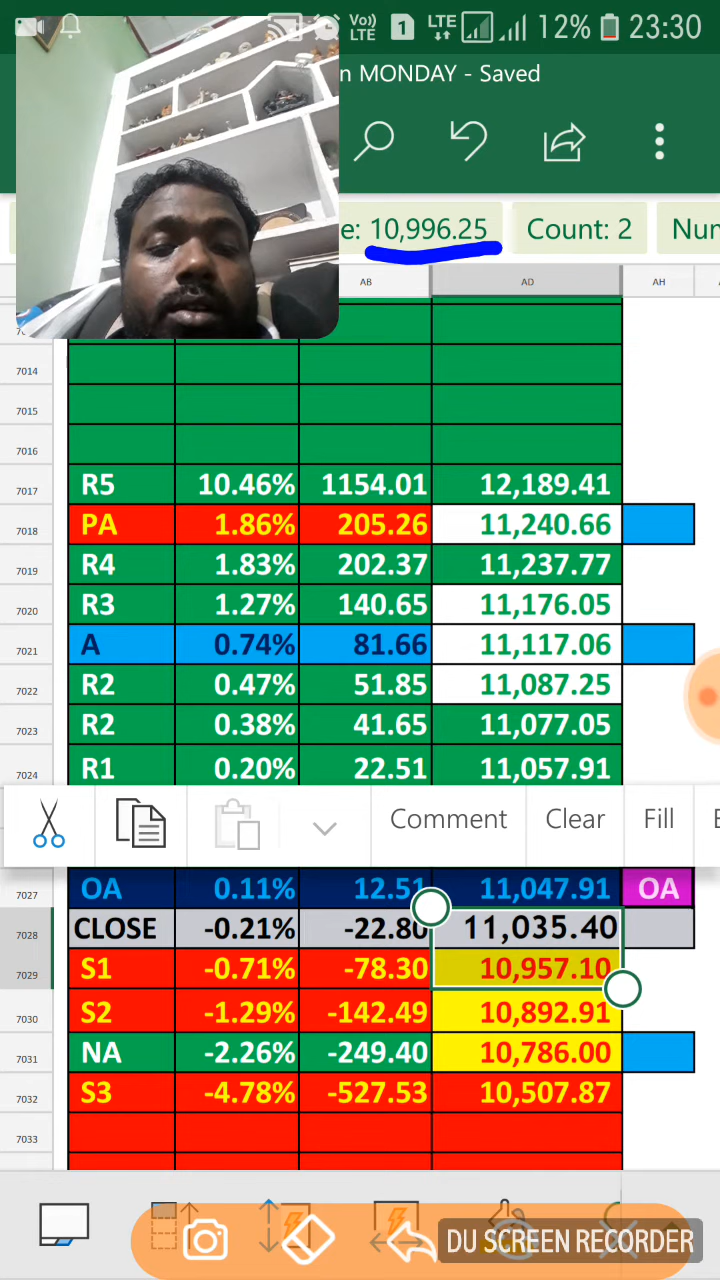 Vo)) LTE 1 LTE 12% 23:30
n MONDAY - Saved
e: 10,996.25 Count: 2 Nun
AB AD AH
7014
7015
7016
7017 R5 10.46% 1154.01 12,189.41
7018 PA 1.86% 205.26 11,240.66
7019 R4 1.83% 202.37 11,237.77
7020 R3 1.27% 140.65 11,176.05
7021 A 0.74% 81.66 11,117.06
7022 R2 0.47% 51.85 11,087.25
7023 R2 0.38% 41.65 11,077.05
7024 R1 0.20% 22.51 11,057.91
Comment Clear Fill
7027 OA 0.11% 12.51 11,047.91 OA
7028 CLOSE -0.21% -22.80 11,035.40
7029 S1 -0.71% -78.30 10,957.10
7030 S2 -1.29% -142.49 10,892.91
7031 NA -2.26% -249.40 10,786.00
7032 S3 -4.78% -527.53 10,507.87
7033
DU SCREEN RECORDER